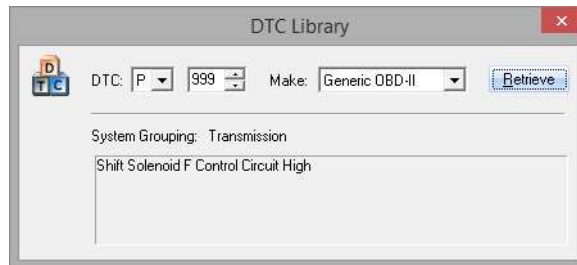 DTC Library
D
T C
DTC: P 999 Make: Generic OBD-II Retrieve
System Grouping: Transmission
Shift Solenoid F Control Circuit High